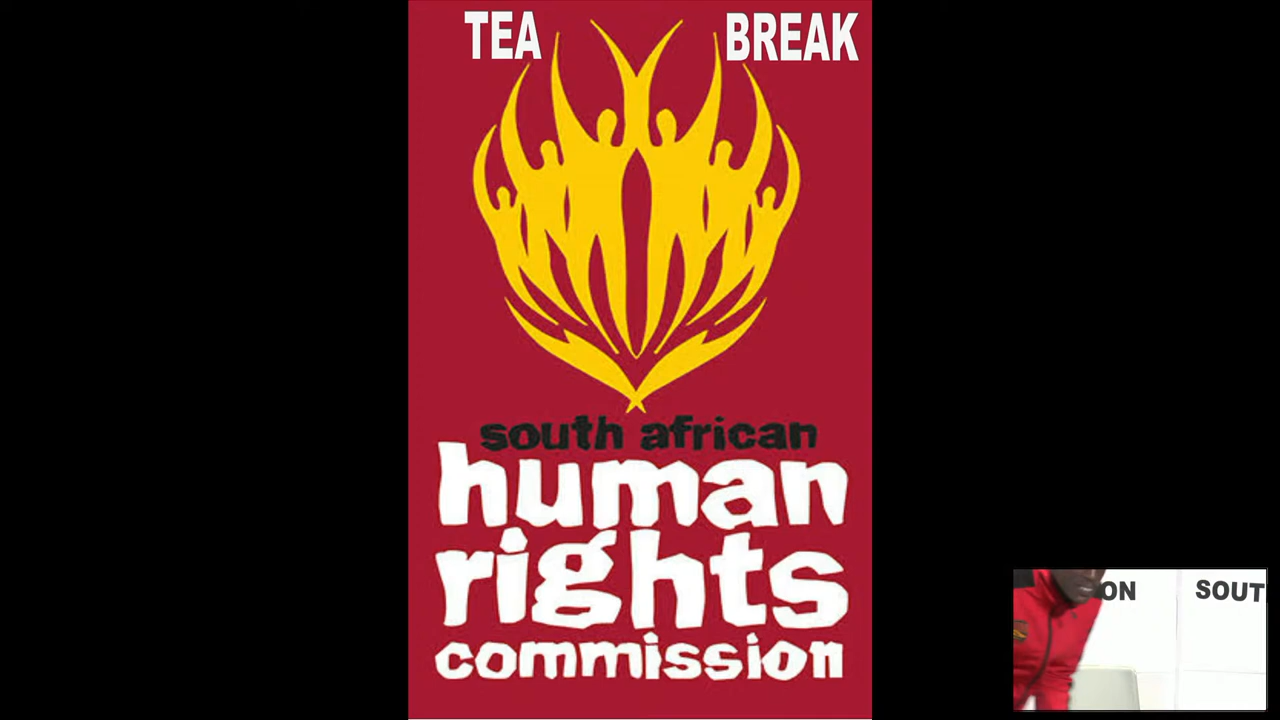 TEA BREAK
south african
human
rights
commission
ON SOUT